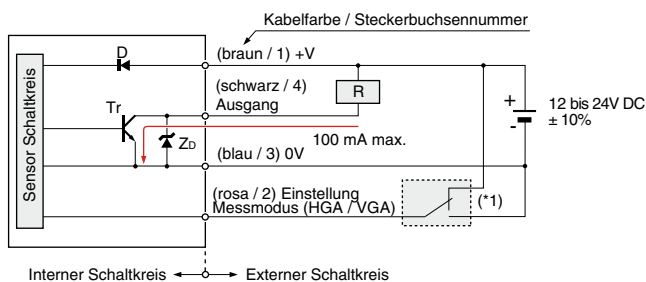 Kabelfarbe / Steckerbuchsennummer
D
(braun / 1) +V
(schwarz / 4)
Ausgang
R
Tr
ZD
100 mA max.
+
-
12 bis 24V DC
± 10%
(blau / 3) 0V
Sensor Schaltkreis
(rosa / 2) Einstellung
Messmodus (HGA / VGA)
(*1)
Interner Schaltkreis
Externer Schaltkreis